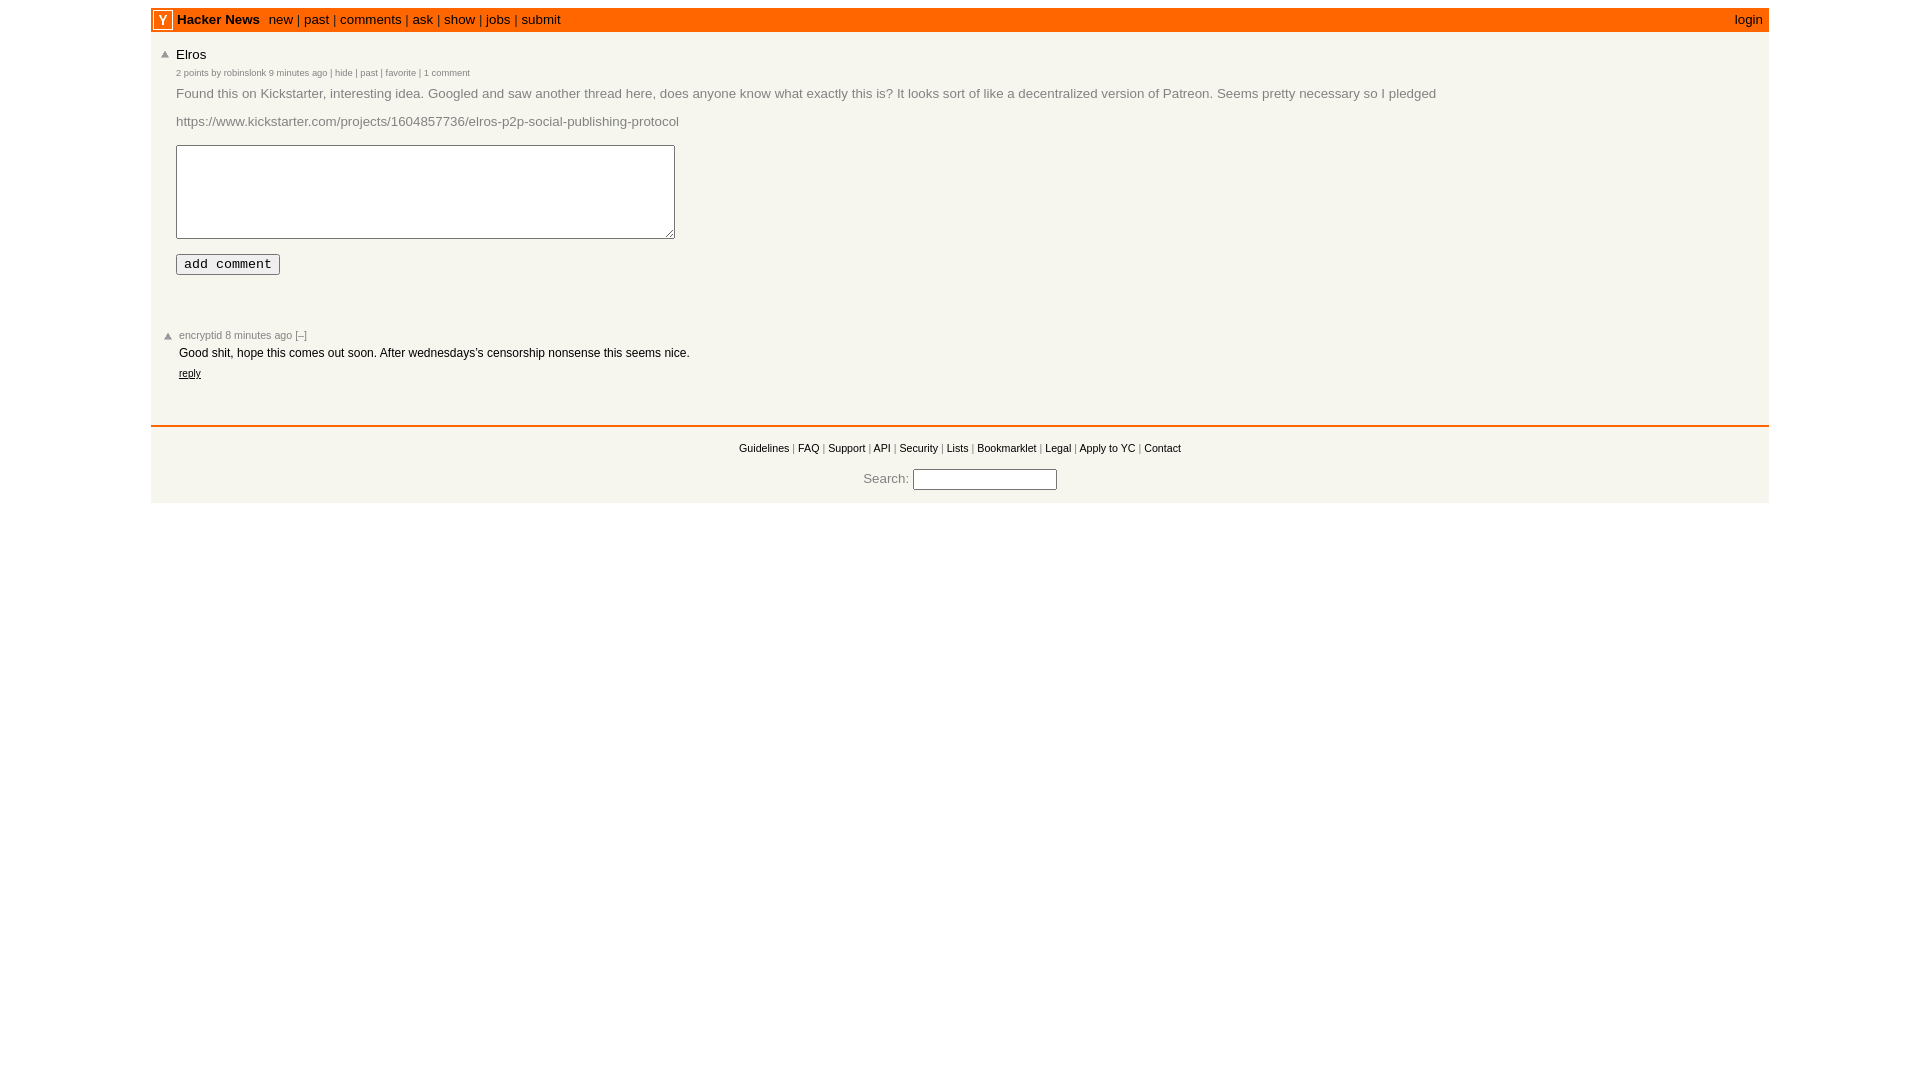 Y Hacker News new | past | comments | ask | show | jobs | submit login
Elros
2 points by robinslonk 9 minutes ago | hide | past | favorite | 1 comment
Found this on Kickstarter, interesting idea. Googled and saw another thread here, does anyone know what exactly this is? It looks sort of like a decentralized version of Patreon. Seems pretty necessary so I pledged
https://www.kickstarter.com/projects/1604857736/elros-p2p-social-publishing-protocol
add comment
encryptid 8 minutes ago [–]
Good shit, hope this comes out soon. After wednesdays’s censorship nonsense this seems nice.
reply
Guidelines | FAQ | Support | API | Security | Lists | Bookmarklet | Legal | Apply to YC | Contact
Search: